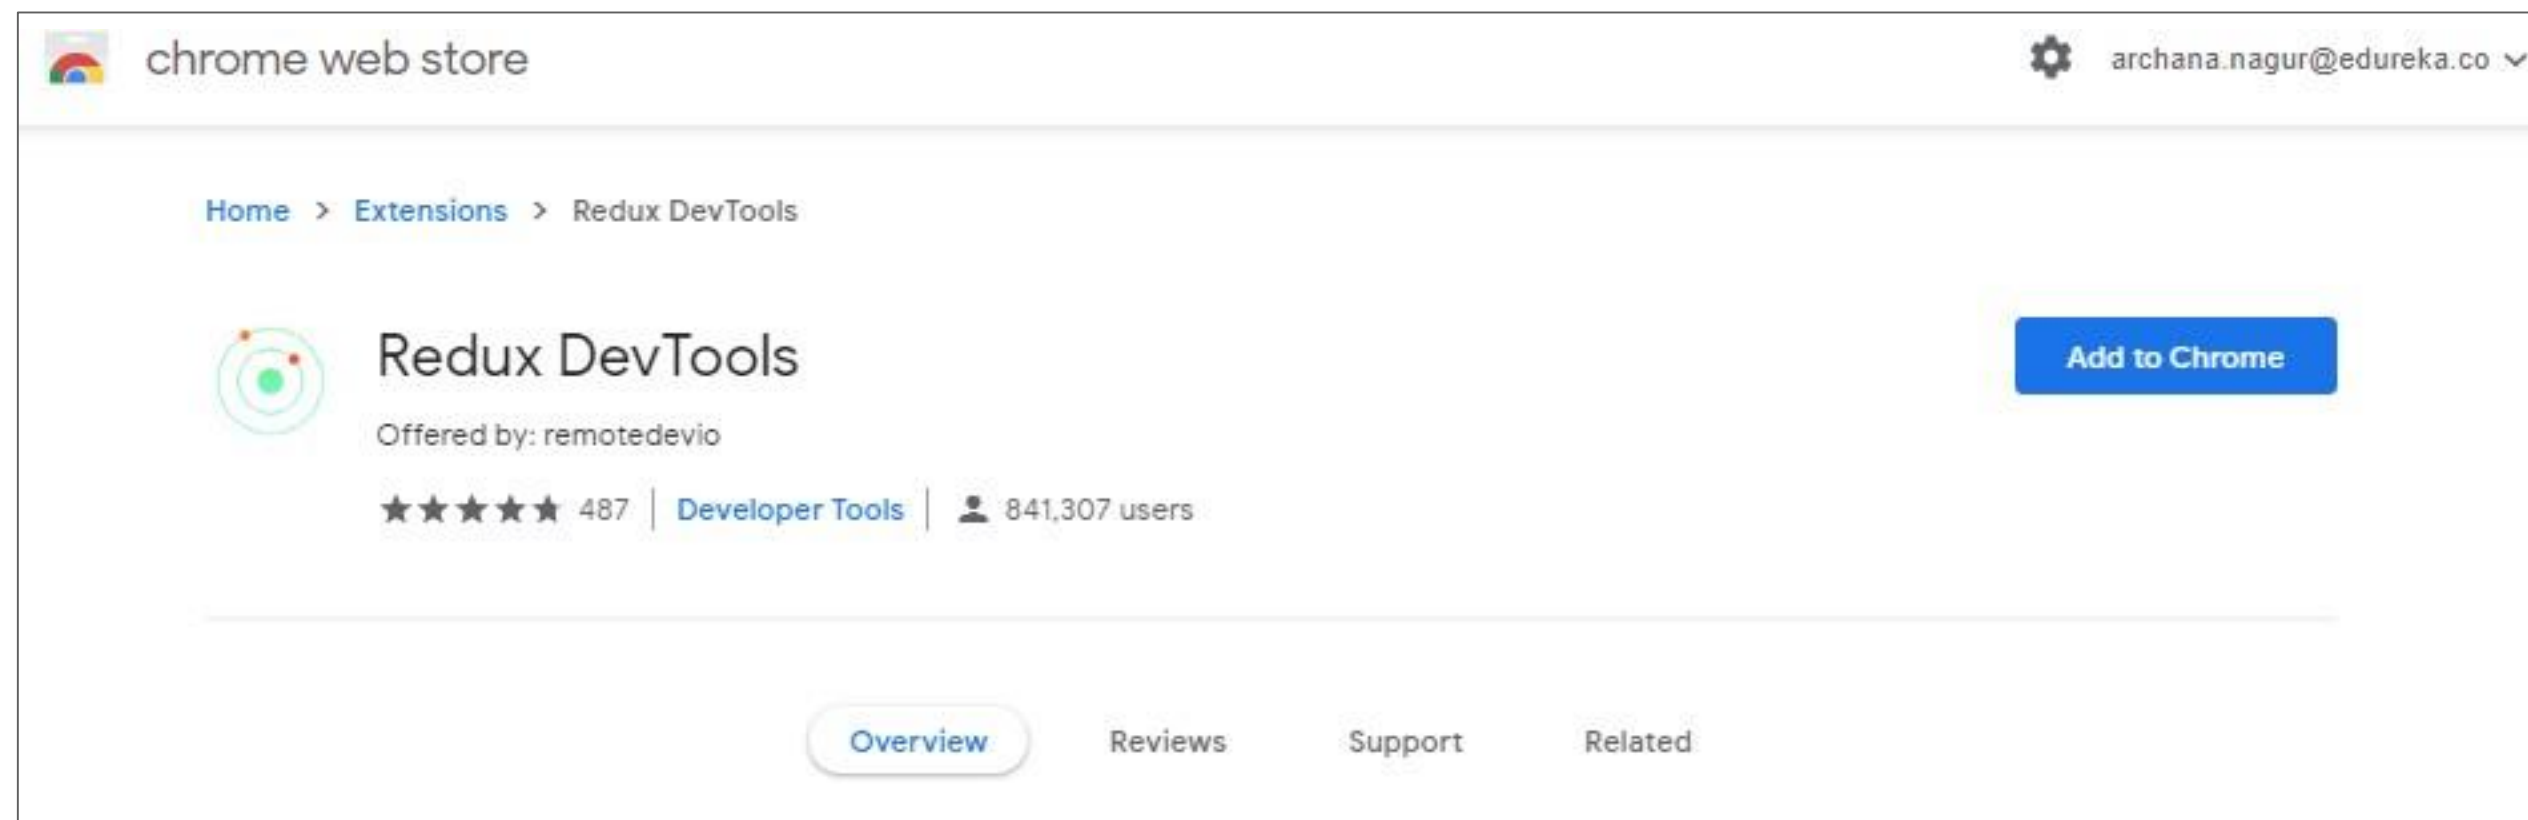 chrome web store
archana.nagur@edureka.co
Home > Extensions > Redux DevTools
Redux DevTools
Add to Chrome
Offered by: remotedevio
487 | Developer Tools | 841,307 users
Overview Reviews Support Related